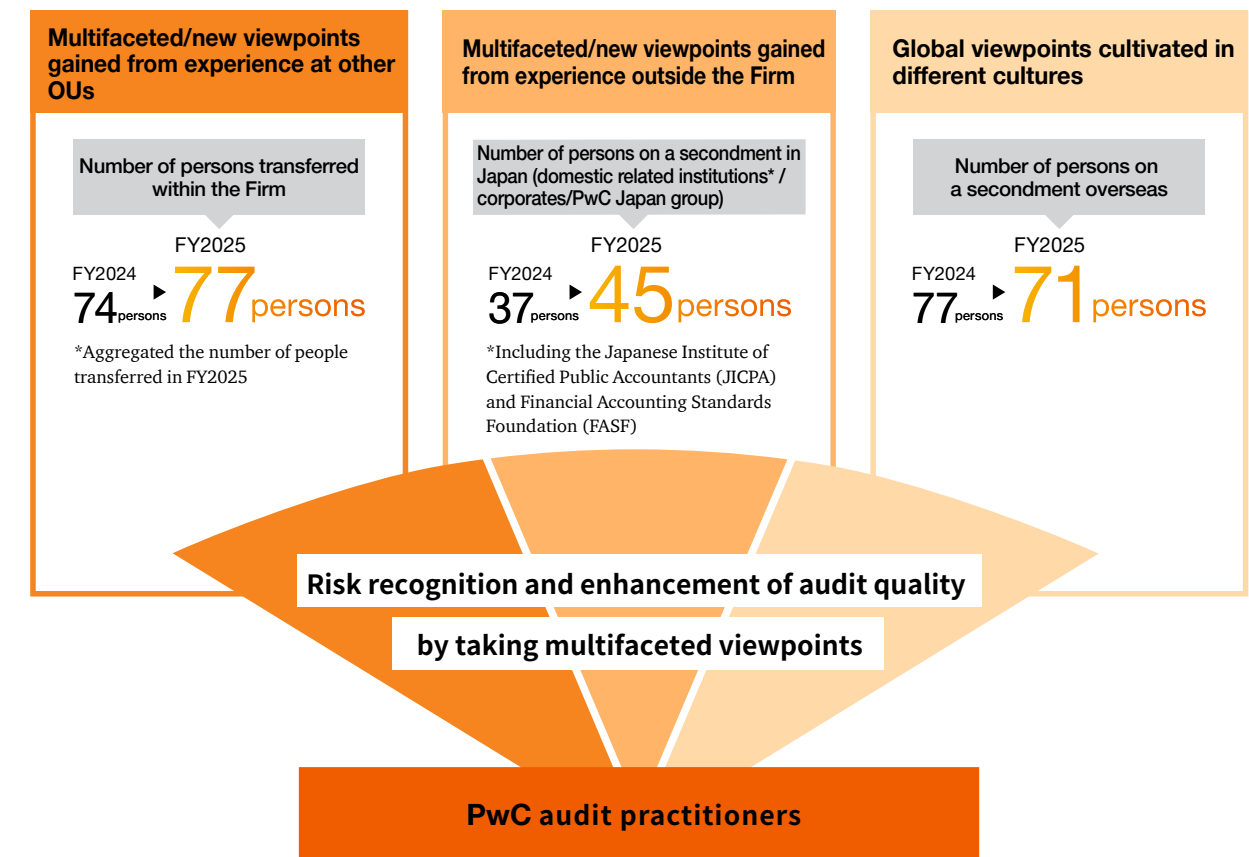 Multifaceted/new viewpoints
gained from experience at other
OUs
Number of persons transferred
within the Firm
FY2025
FY2024
74persons ▶ 77persons
*Aggregated the number of people
transferred in FY2025
Multifaceted/new viewpoints gained
from experience outside the Firm
Number of persons on a secondment in
Japan (domestic related institutions* /
corporates/PwC Japan group)
FY2025
FY2024
37persons ▶ 45persons
*Including the Japanese Institute of
Certified Public Accountants (JICPA)
and Financial Accounting Standards
Foundation (FASF)
Global viewpoints cultivated in
different cultures
Number of persons on
a secondment overseas
FY2025
FY2024
77persons ▶ 71persons
Risk recognition and enhancement of audit quality
by taking multifaceted viewpoints
PwC audit practitioners